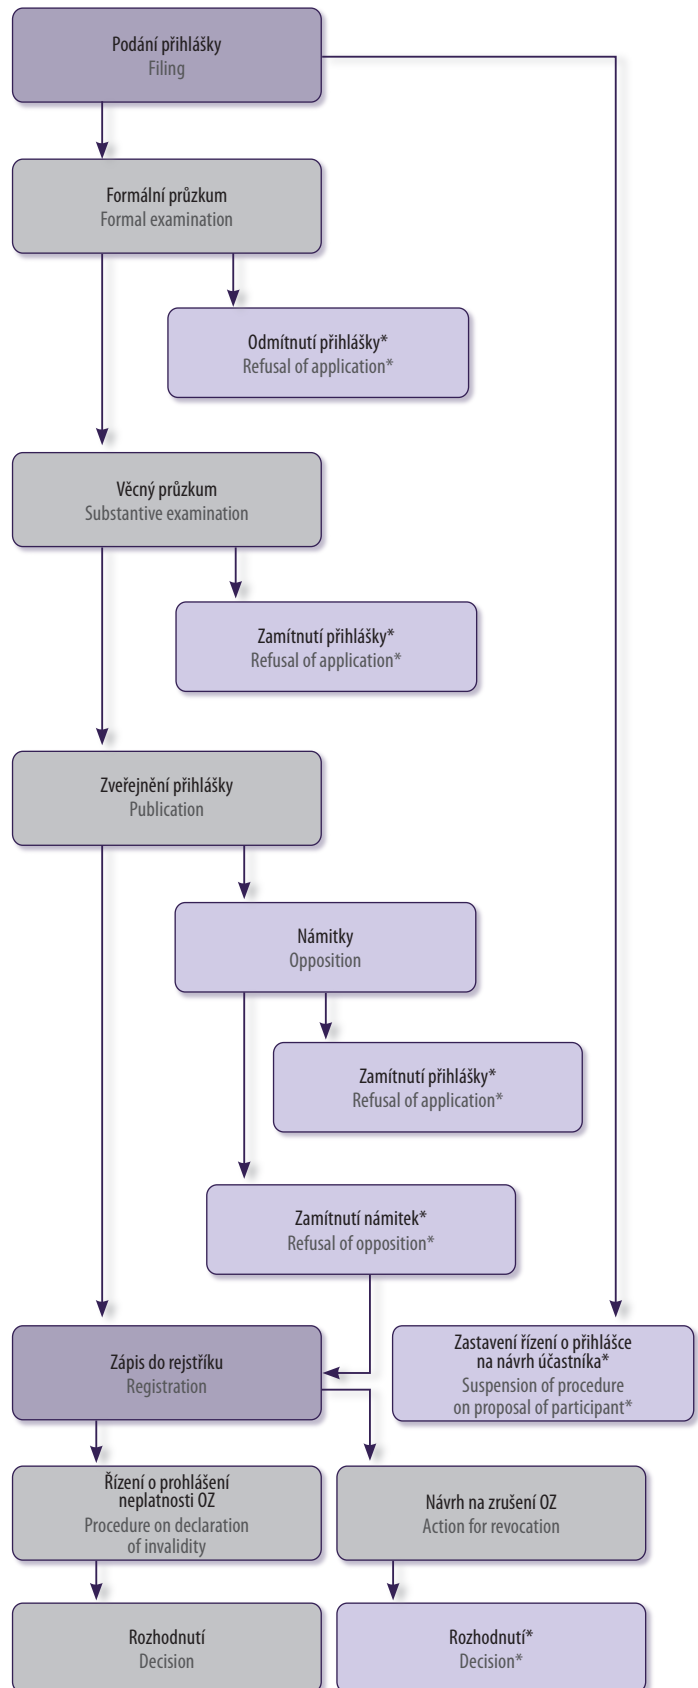 Podání přihlášky
Filing
Formální průzkum
Formal examination
Odmítnutí přihlášky*
Refusal of application*
Věcný průzkum
Substantive examination
Zamítnutí přihlášky*
Refusal of application*
Zveřejnění přihlášky
Publication
Námitky
Opposition
Zamítnutí přihlášky*
Refusal of application*
Zamítnutí námitek*
Refusal of opposition*
Zápis do rejstříku
Registration
Zastavení řízení o přihlášce
na návrh účastníka*
Suspension of procedure
on proposal of participant*
Řízení o prohlášení
neplatnosti OZ
Procedure on declaration
of invalidity
Návrh na zrušení OZ
Action for revocation
Rozhodnutí
Decision
Rozhodnutí*
Decision*